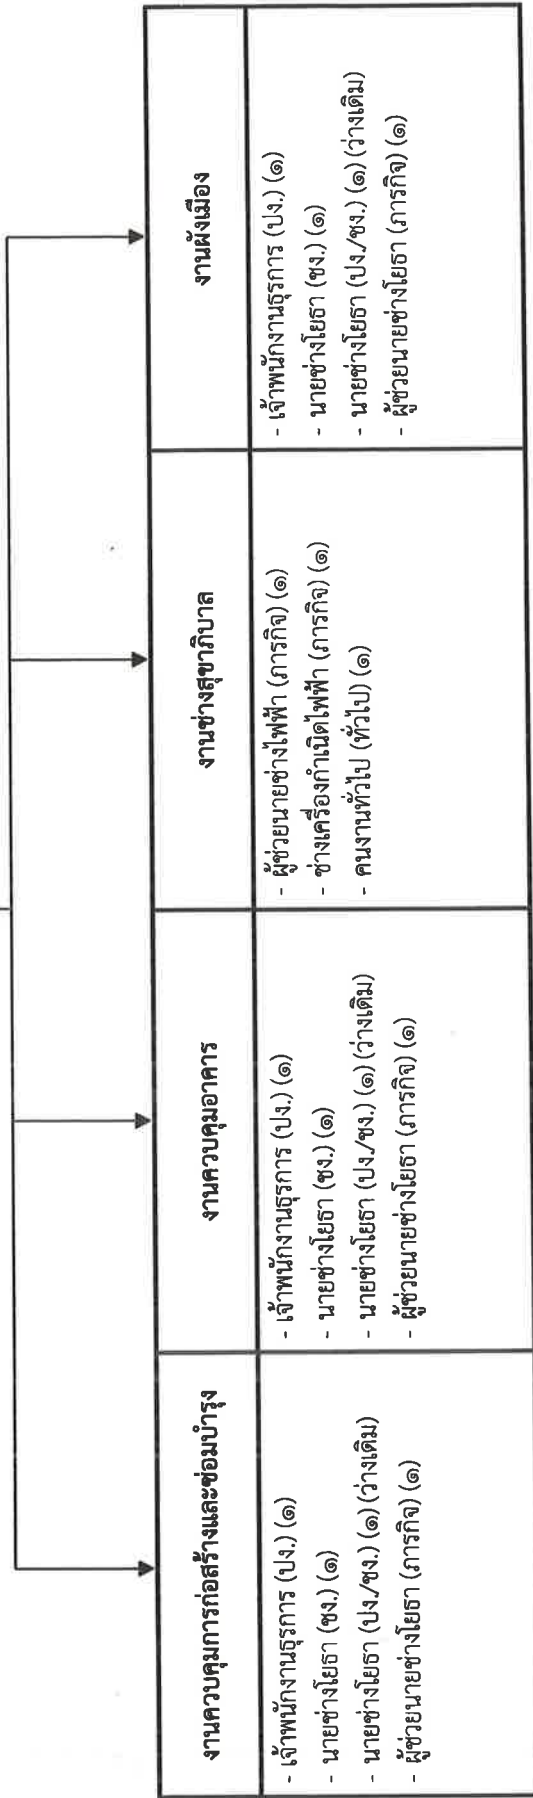 งานควบคุมการก่อสร้างและซ่อมบำรุง
- เจ้าพนักงานธุรการ (ปง.) (๑)
- นายช่างโยธา (ชง.) (๑)
- นายช่างโยธา (ปง./ชง.) (๑) (ว่างเดิม)
- ผู้ช่วยนายช่างโยธา (ภารกิจ) (๑)
งานควบคุมอาคาร
- เจ้าพนักงานธุรการ (ปง.) (๑)
- นายช่างโยธา (ชง.) (๑)
- นายช่างโยธา (ปง./ชง.) (๑) (ว่างเดิม)
- ผู้ช่วยนายช่างโยธา (ภารกิจ) (๑)
งานช่างสุขาภิบาล
- ผู้ช่วยนายช่างไฟฟ้า (ภารกิจ) (๑)
- ช่างเครื่องกำเนิดไฟฟ้า (ภารกิจ) (๑)
- คนงานทั่วไป (ทั่วไป) (๑)
งานผังเมือง
- เจ้าพนักงานธุรการ (ปง.) (๑)
- นายช่างโยธา (ชง.) (๑)
- นายช่างโยธา (ปง./ชง.) (๑) (ว่างเดิม)
- ผู้ช่วยนายช่างโยธา (ภารกิจ) (๑)